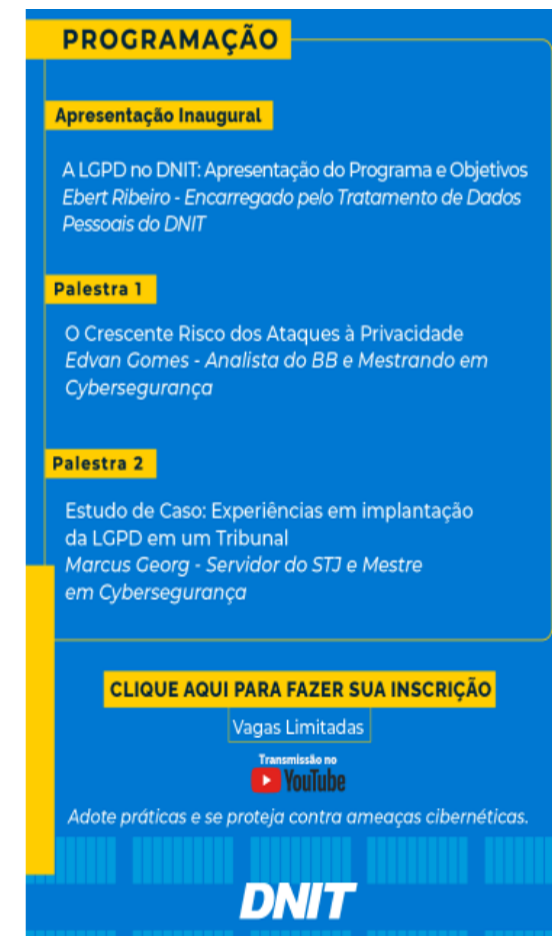 PROGRAMAÇÃO
Apresentação Inaugural
A LGPD no DNIT: Apresentação do Programa e Objetivos
Ebert Ribeiro - Encarregado pelo Tratamento de Dados
Pessoais do DNIT
Palestra 1
O Crescente Risco dos Ataques à Privacidade
Edvan Gomes - Analista do BB e Mestrando em
Cybersegurança
Palestra 2
Estudo de Caso: Experiências em implantação
da LGPD em um Tribunal
Marcus Georg - Servidor do STJ e Mestre
em Cybersegurança
CLIQUE AQUI PARA FAZER SUA INSCRIÇÃO
Vagas Limitadas
Transmissão no
YouTube
Adote práticas e se proteja contra ameaças cibernéticas.
DNIT